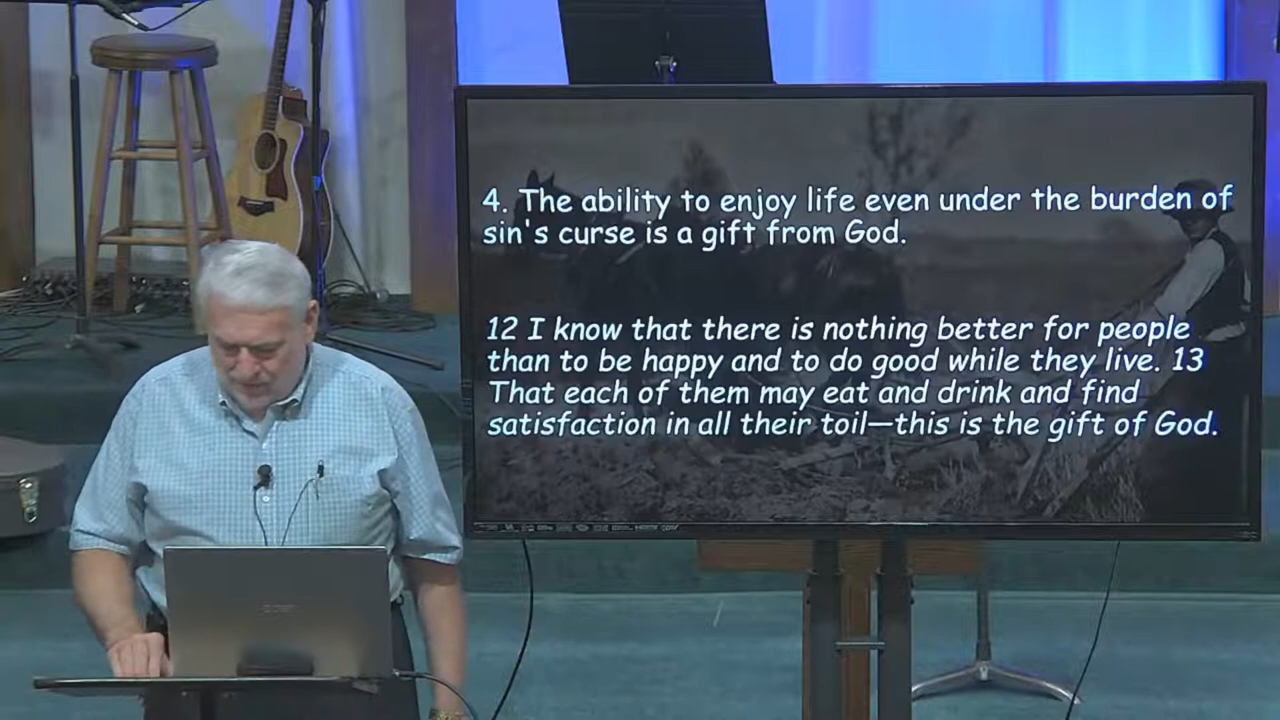 4. The ability to enjoy life even under the burden of
sin's curse is a gift from God.
12 I know that there is nothing better for people
than to be happy and to do good while they live. 13
That each of them may eat and drink and find
satisfaction in all their toil—this is the gift of God.